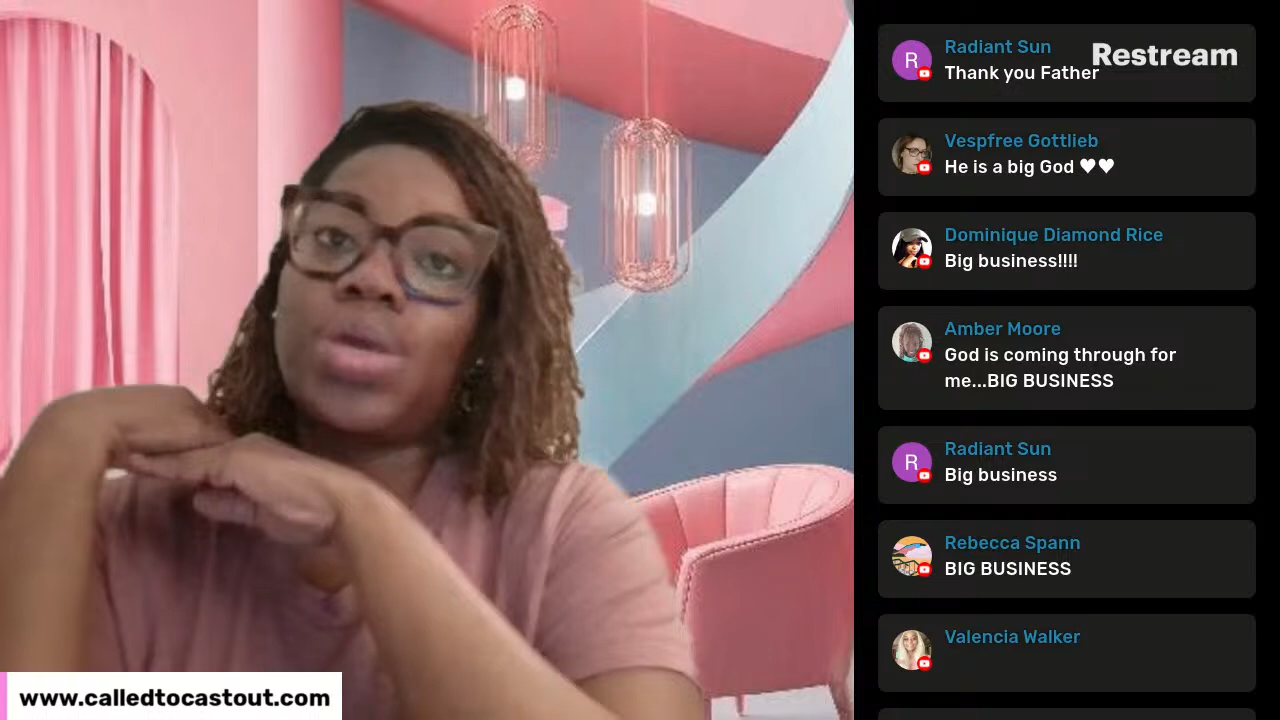 Radiant Sun
Restream
Thank you Father
Vespfree Gottlieb
He is a big God ♥♥
Dominique Diamond Rice
Big business!!!!
Amber Moore
God is coming through for
me...BIG BUSINESS
R
Radiant Sun
Big business
Rebecca Spann
BIG BUSINESS
Valencia Walker
www.calledtocastout.com
R